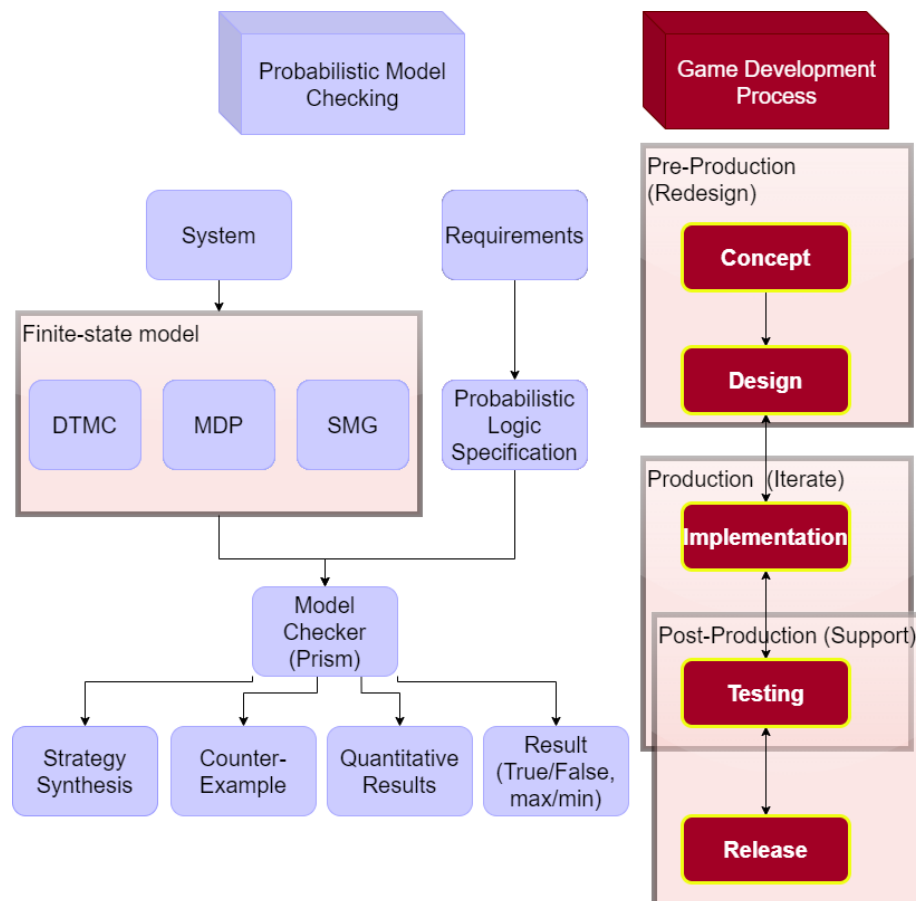 Probabilistic Model
Checking
Game Development
Process
System
Requirements
Finite-state model
DTMC
MDP
SMG
Probabilistic
Logic
Specification
Model
Checker
(Prism)
Strategy
Synthesis
Counter-
Example
Quantitative
Results
Result
(True/False,
max/min)
Pre-Production
(Redesign)
Concept
Design
Production (Iterate)
Implementation
Post-Production (Support)
Testing
Release